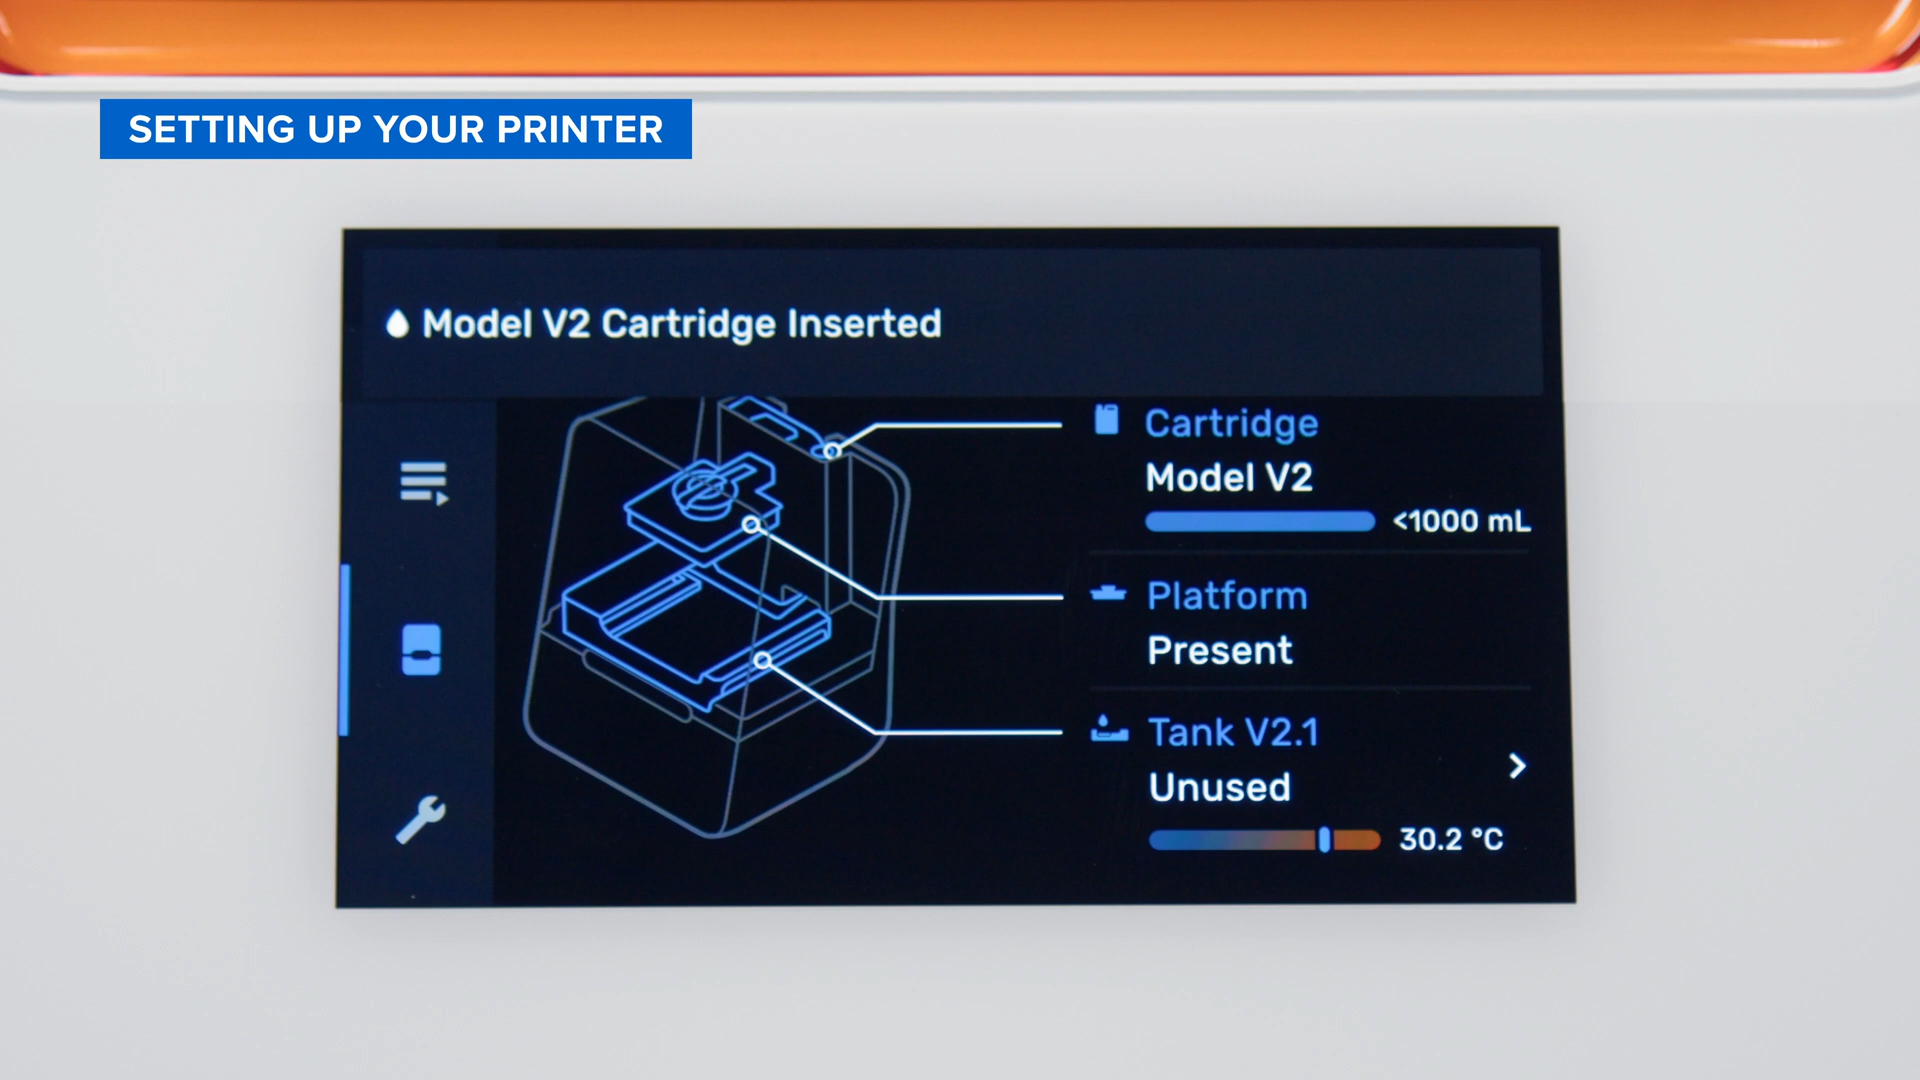 SETTING UP YOUR PRINTER
Model V2 Cartridge Inserted
Cartridge
Model V2
<1000 mL
Platform
Present
Tank V2.1
Unused
30.2 °C